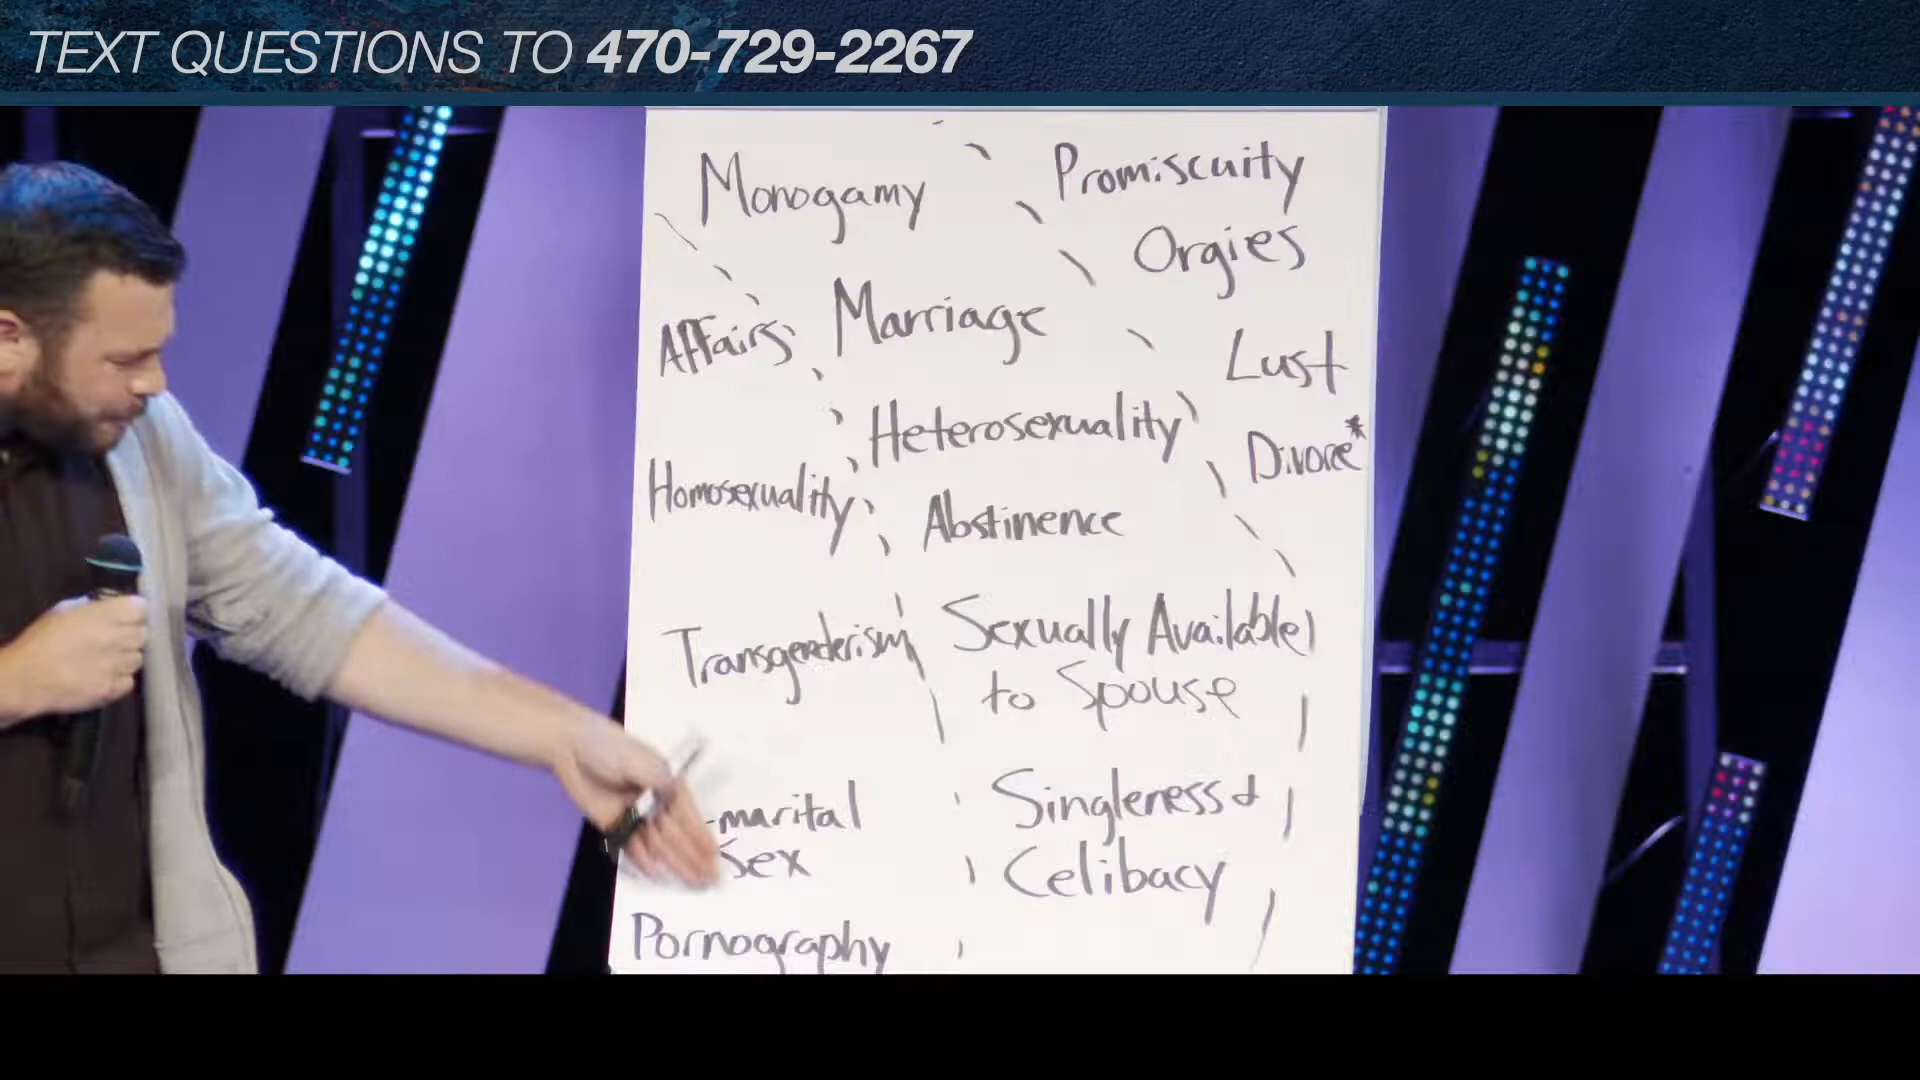 TEXT QUESTIONS TO 470-729-2267
Monogamy
Promiscuity
Orgies
Affairs
Marriage
Lust
Heterosexuality
Divorce*
Homosexuality
Abstinence
Transgenderism
Sexually Available
to Spouse
-marital
Sex
Singleness &
Celibacy
Pornography